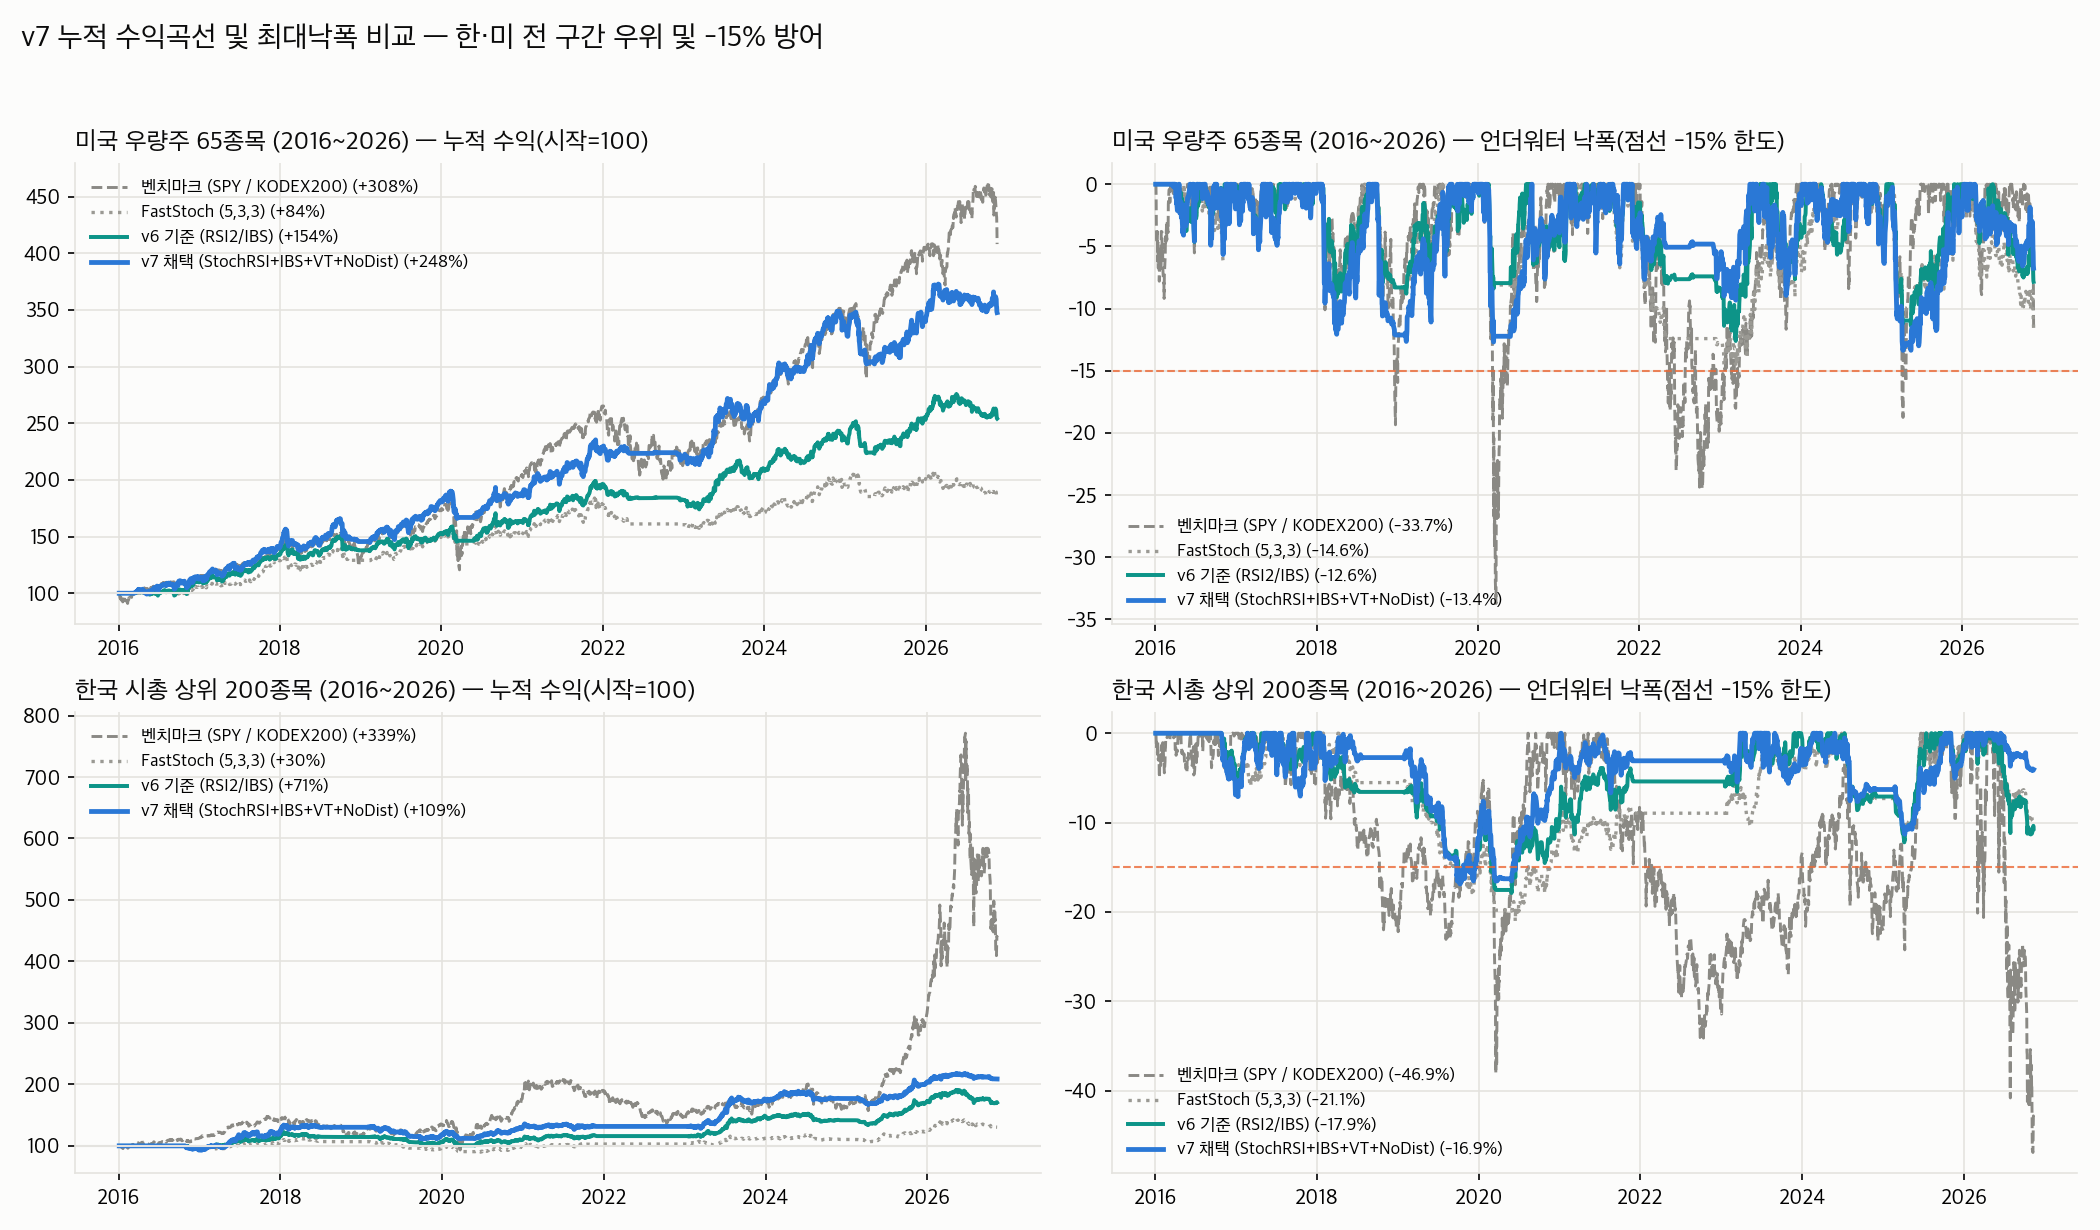 v7 누적 수익곡선 및 최대낙폭 비교 — 한·미 전 구간 우위 및 -15% 방어
미국 우량주 65종목 (2016~2026) — 누적 수익(시작=100)
벤치마크 (SPY / KODEX200) (+308%)
FastStoch (5,3,3) (+84%)
v6 기준 (RSI2/IBS) (+154%)
v7 채택 (StochRSI+IBS+VT+NoDist) (+248%)
450
400
350
300
250
200
150
100
2016 2018 2020 2022 2024 2026
미국 우량주 65종목 (2016~2026) — 언더워터 낙폭(점선 -15% 한도)
0
-5
-10
-15
-20
-25
-30
-35
벤치마크 (SPY / KODEX200) (-33.7%)
FastStoch (5,3,3) (-14.6%)
v6 기준 (RSI2/IBS) (-12.6%)
v7 채택 (StochRSI+IBS+VT+NoDist) (-13.4%)
2016 2018 2020 2022 2024 2026
한국 시총 상위 200종목 (2016~2026) — 누적 수익(시작=100)
벤치마크 (SPY / KODEX200) (+339%)
FastStoch (5,3,3) (+30%)
v6 기준 (RSI2/IBS) (+71%)
v7 채택 (StochRSI+IBS+VT+NoDist) (+109%)
800
700
600
500
400
300
200
100
2016 2018 2020 2022 2024 2026
한국 시총 상위 200종목 (2016~2026) — 언더워터 낙폭(점선 -15% 한도)
0
-10
-20
-30
-40
벤치마크 (SPY / KODEX200) (-46.9%)
FastStoch (5,3,3) (-21.1%)
v6 기준 (RSI2/IBS) (-17.9%)
v7 채택 (StochRSI+IBS+VT+NoDist) (-16.9%)
2016 2018 2020 2022 2024 2026